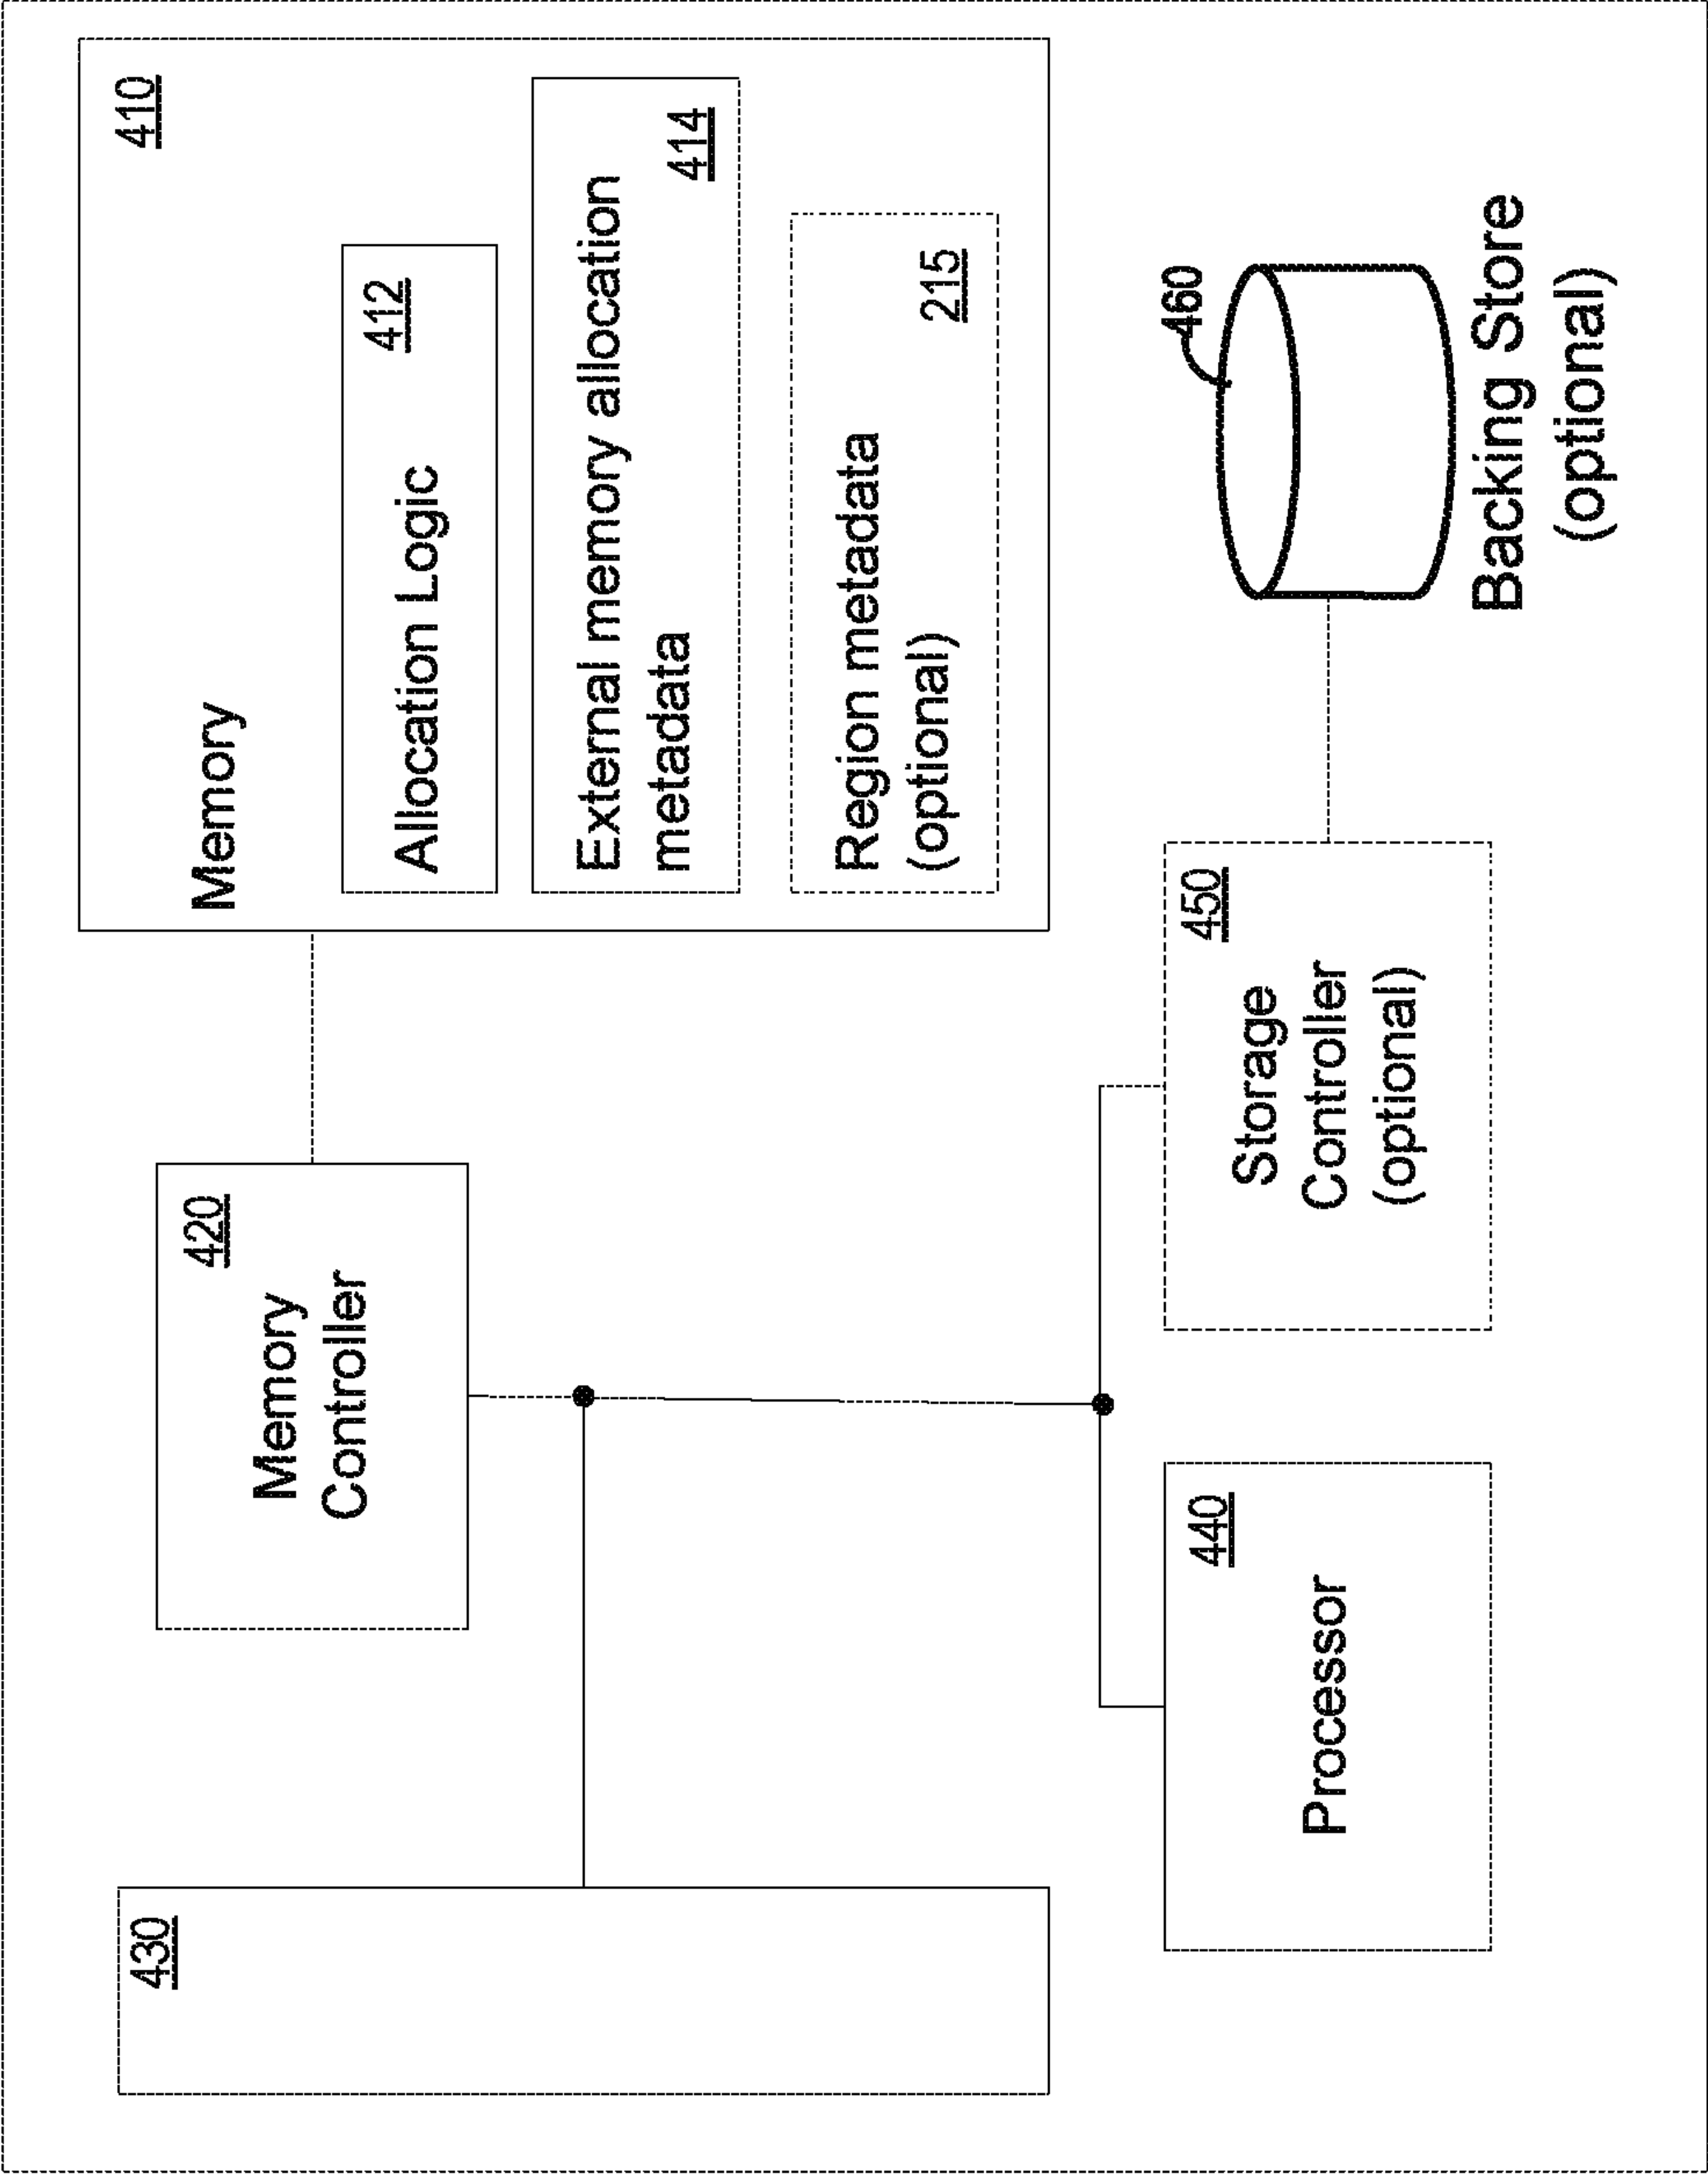 430
420
Memory
Controller
Memory
410
Allocation Logic
412
External memory allocation
metadata
414
Region metadata
(optional)
215
440
Processor
450
Storage
Controller
(optional)
460
Backing Store
(optional)